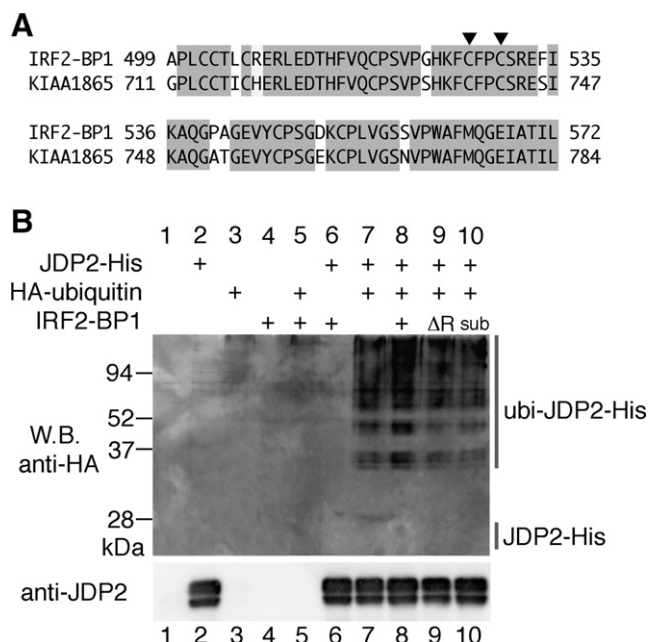 A
IRF2-BP1 499 APLCCTLCRERLEDTHFVQCPSVPGHKFCFPCSREFI 535
KIAA1865 711 GPLCCTICHERLEDTHFVQCPSVPSHKFCFPCSRESI 747
IRF2-BP1 536 KAQGPAGEVYCPSGDKCPLVGSSVPWAFMQGEIATIL 572
KIAA1865 748 KAQGATGEVYCPSGEKCPLVGSNVPWAFMQGEIATIL 784
B
1 2 3 4 5 6 7 8 9 10
JDP2-His + + + + + +
HA-ubiquitin + + + + + +
IRF2-BP1 + + + + ΔR sub
94
52
37
28
kDa
W.B.
anti-HA
ubi-JDP2-His
JDP2-His
anti-JDP2
1 2 3 4 5 6 7 8 9 10